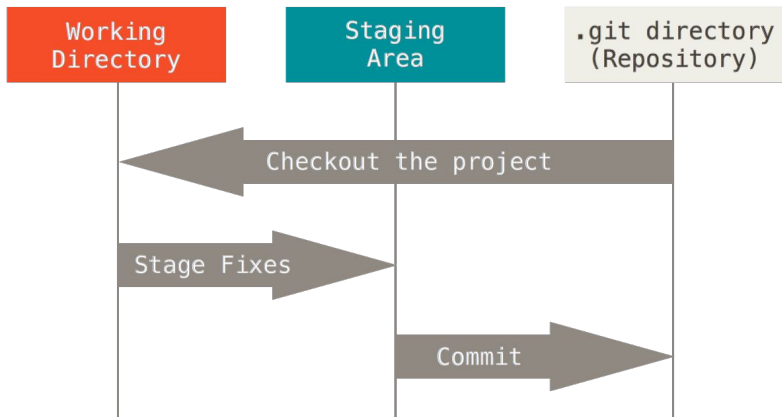 Working
Directory
Staging
Area
.git directory
(Repository)
Checkout the project
Stage Fixes
Commit